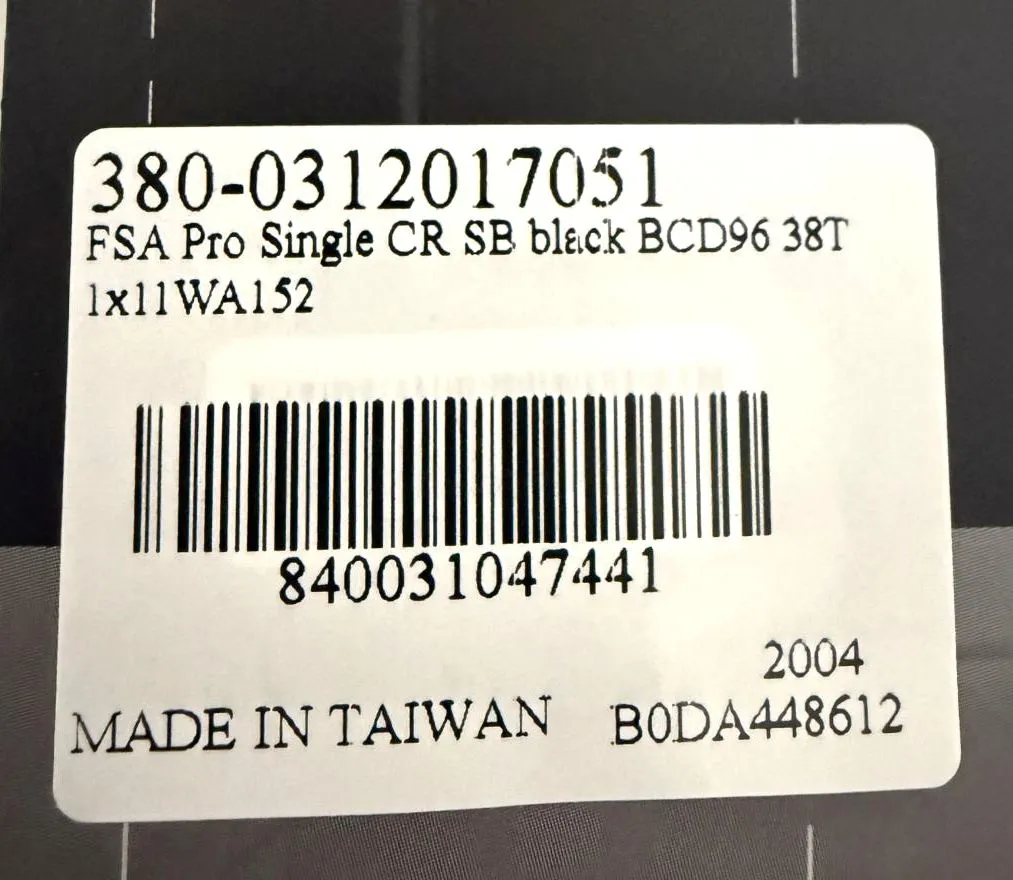 380-0312017051
FSA Pro Single CR SB black BCD96 38T
1x11WA152
840031047441
2004
MADE IN TAIWAN B0DA448612